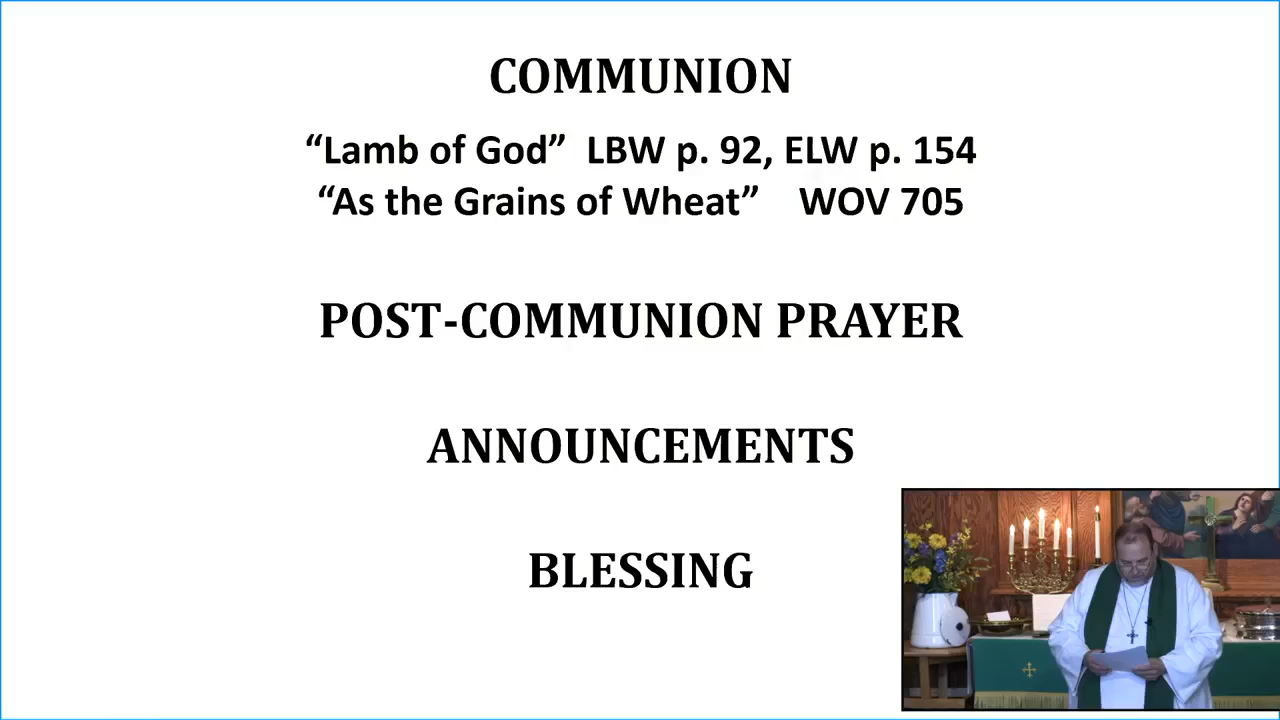 COMMUNION
“Lamb of God” LBW p. 92, ELW p. 154
“As the Grains of Wheat” WOV 705
POST-COMMUNION PRAYER
ANNOUNCEMENTS
BLESSING